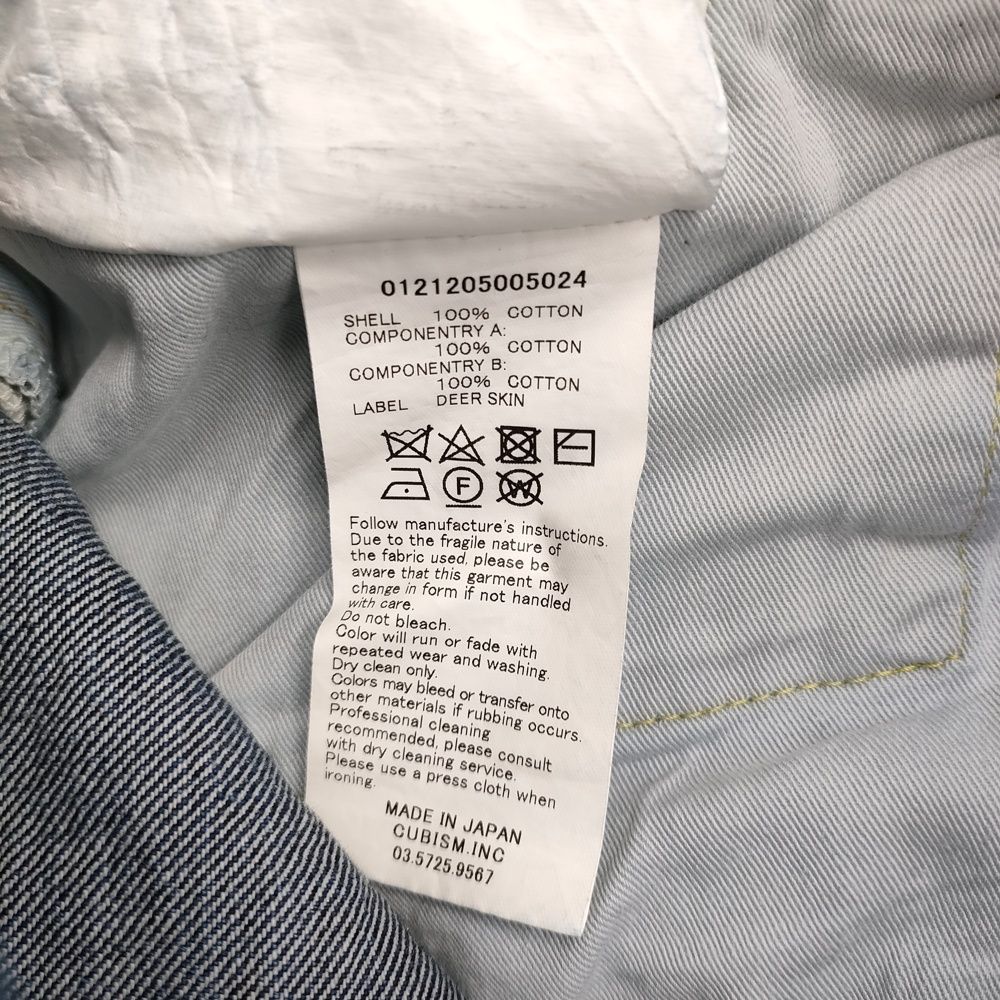 0121205005024
SHELL 100% COTTON
COMPONENTRY A:
100% COTTON
COMPONENTRY B:
100% COTTON
LABEL DEER SKIN
F W
Follow manufacture's instructions.
Due to the fragile nature of
the fabric used, please be
aware that this garment may
change in form if not handled
with care.
Do not bleach.
Color will run or fade with
repeated wear and washing.
Dry clean only.
Colors may bleed or transfer onto
other materials if rubbing occurs.
Professional cleaning
recommended, please consult
with dry cleaning service.
Please use a press cloth when
ironing.
MADE IN JAPAN
CUBISM.INC
03.5725.9567